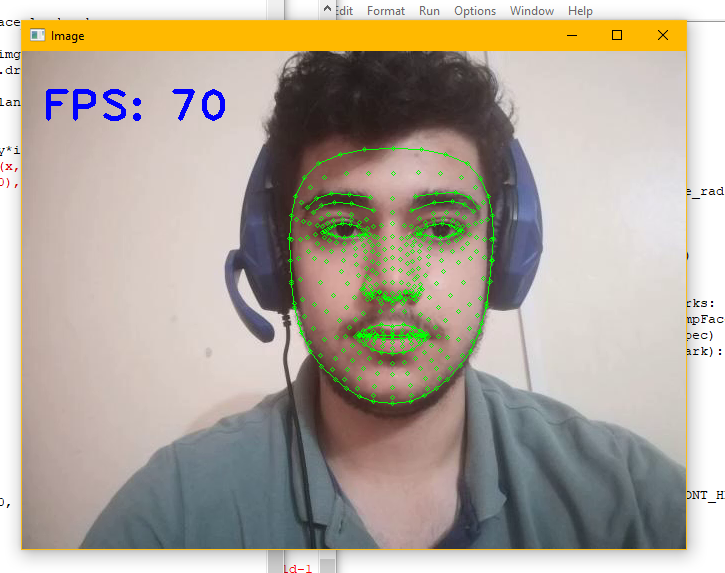 Edit Format Run Options Window Help
Image
FPS: 70
img
.dr
lan
y*i
(x,
0),
e_rad
)
rks:
mpFac
pec)
ark):
0,
ONT_H
ld-1